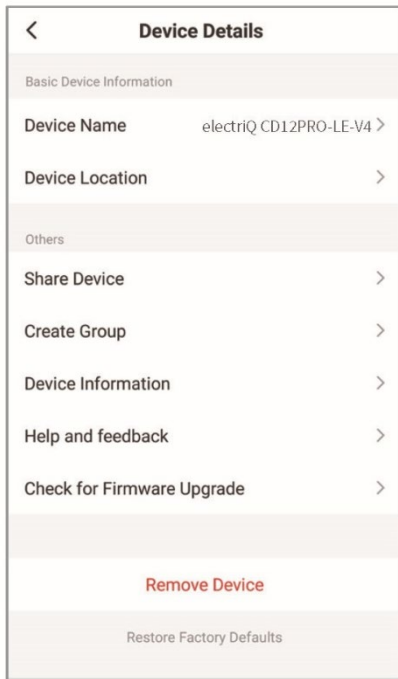 Device Details
Basic Device Information
Device Name electriQ CD12PRO-LE-V4
Device Location
Others
Share Device
Create Group
Device Information
Help and feedback
Check for Firmware Upgrade
Remove Device
Restore Factory Defaults